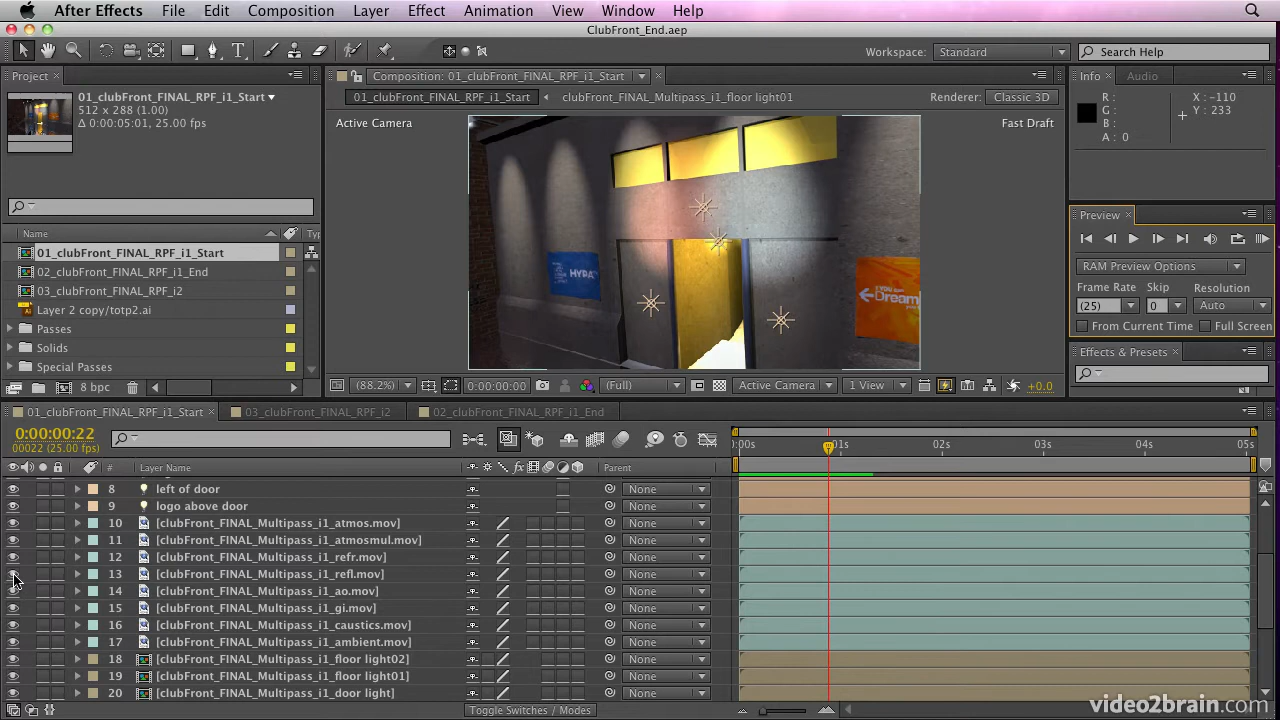 After Effects File Edit Composition Layer Effect Animation View Window Help
ClubFront_End.aep
Workspace: Standard Search Help
Project
Composition: 01_clubFront_FINAL_RPF_i1_Start
Info Audio
01_clubFront_FINAL_RPF_i1_Start
512 x 288 (1.00)
Δ 0:00:05:01, 25.00 fps
01_clubFront_FINAL_RPF_i1_Start clubFront_FINAL_Multipass_i1_floor light01
Renderer: Classic 3D
Active Camera
Fast Draft
R:
G:
B:
A: 0
X: -110
Y: 233
HYPA
Dream
Name
Ty
01_clubFront_FINAL_RPF_i1_Start
02_clubFront_FINAL_RPF_i1_End
03_clubFront_FINAL_RPF_i2
Layer 2 copy/totp2.ai
Passes
Solids
Special Passes
8 bpc
(88.2%) 0:00:00:00 (Full) Active Camera 1 View +0.0
Preview
RAM Preview Options
Frame Rate Skip Resolution
(25) 0 Auto
From Current Time Full Screen
Effects & Presets
01_clubFront_FINAL_RPF_i1_Start 03_clubFront_FINAL_RPF_i2 02_clubFront_FINAL_RPF_i1_End
0:00:00:22
00022 (25.00 fps)
:00s 01s 02s 03s 04s 05s
# Layer Name fx Parent
8 left of door None
9 logo above door None
10 [clubFront_FINAL_Multipass_i1_atmos.mov] None
11 [clubFront_FINAL_Multipass_i1_atmosmul.mov] None
12 [clubFront_FINAL_Multipass_i1_refr.mov] None
13 [clubFront_FINAL_Multipass_i1_refl.mov] None
14 [clubFront_FINAL_Multipass_i1_ao.mov] None
15 [clubFront_FINAL_Multipass_i1_gi.mov] None
16 [clubFront_FINAL_Multipass_i1_caustics.mov] None
17 [clubFront_FINAL_Multipass_i1_ambient.mov] None
18 [clubFront_FINAL_Multipass_i1_floor light02] None
19 [clubFront_FINAL_Multipass_i1_floor light01] None
20 [clubFront_FINAL_Multipass_i1_door light] None
Toggle Switches / Modes
video2brain.com